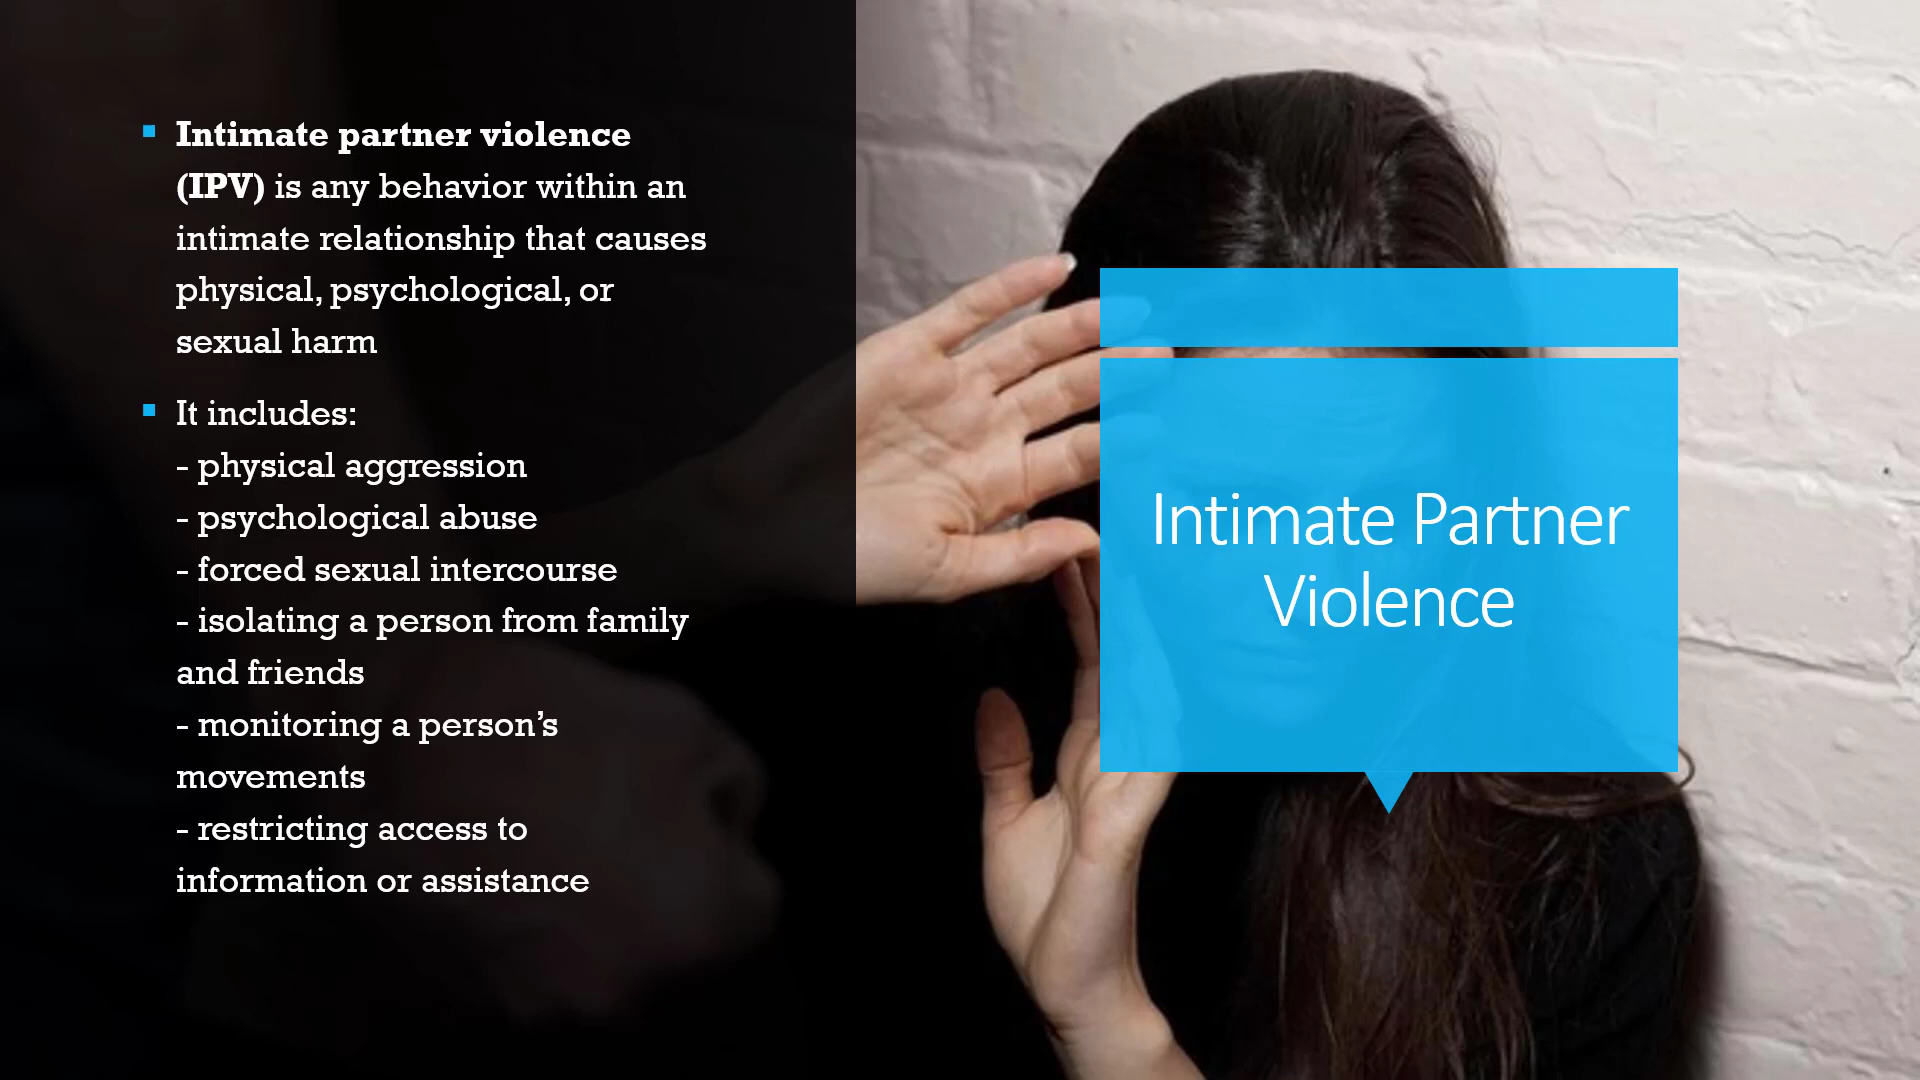 Intimate partner violence
(IPV) is any behavior within an
intimate relationship that causes
physical, psychological, or
sexual harm
It includes:
- physical aggression
- psychological abuse
- forced sexual intercourse
- isolating a person from family
and friends
- monitoring a person’s
movements
- restricting access to
information or assistance
Intimate Partner
Violence